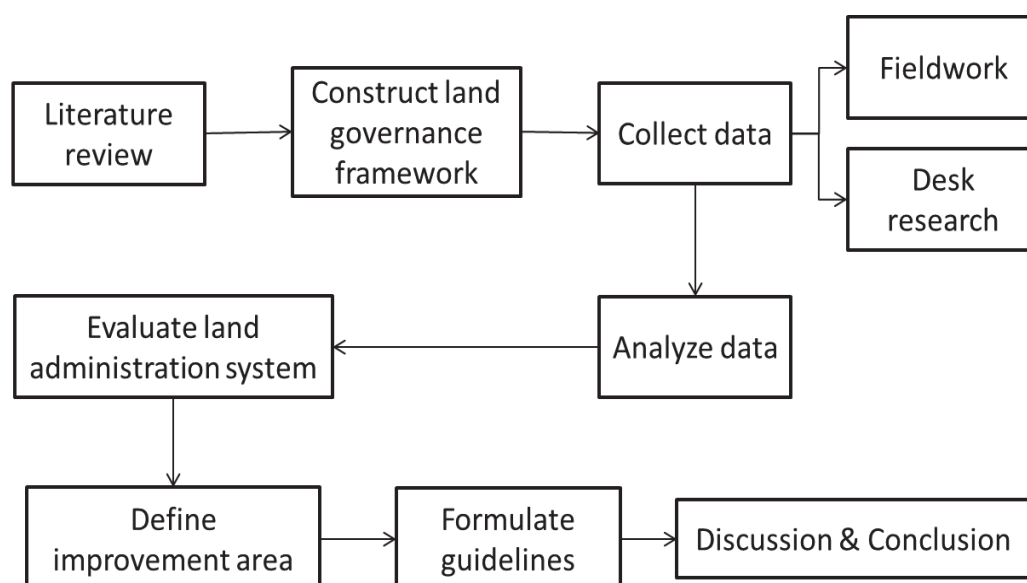 Literature
review
Construct land
governance
framework
Collect data
Fieldwork
Desk
research
Analyze data
Evaluate land
administration system
Define
improvement area
Formulate
guidelines
Discussion & Conclusion